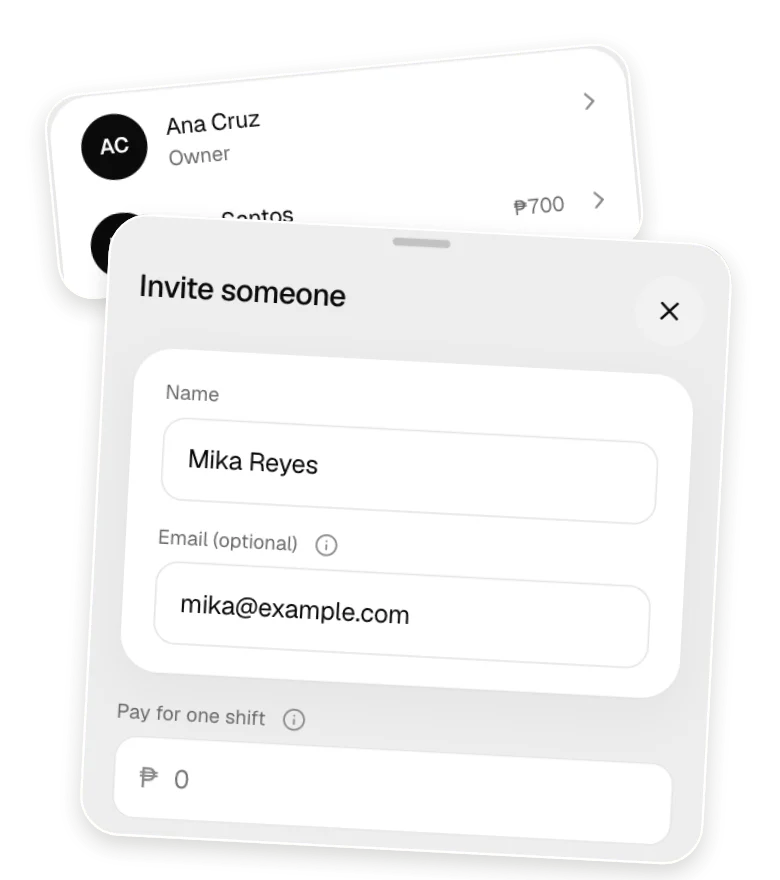 AC
Ana Cruz
Owner
Santos
₱700
Invite someone
Name
Mika Reyes
Email (optional)
mika@example.com
Pay for one shift
₱ 0